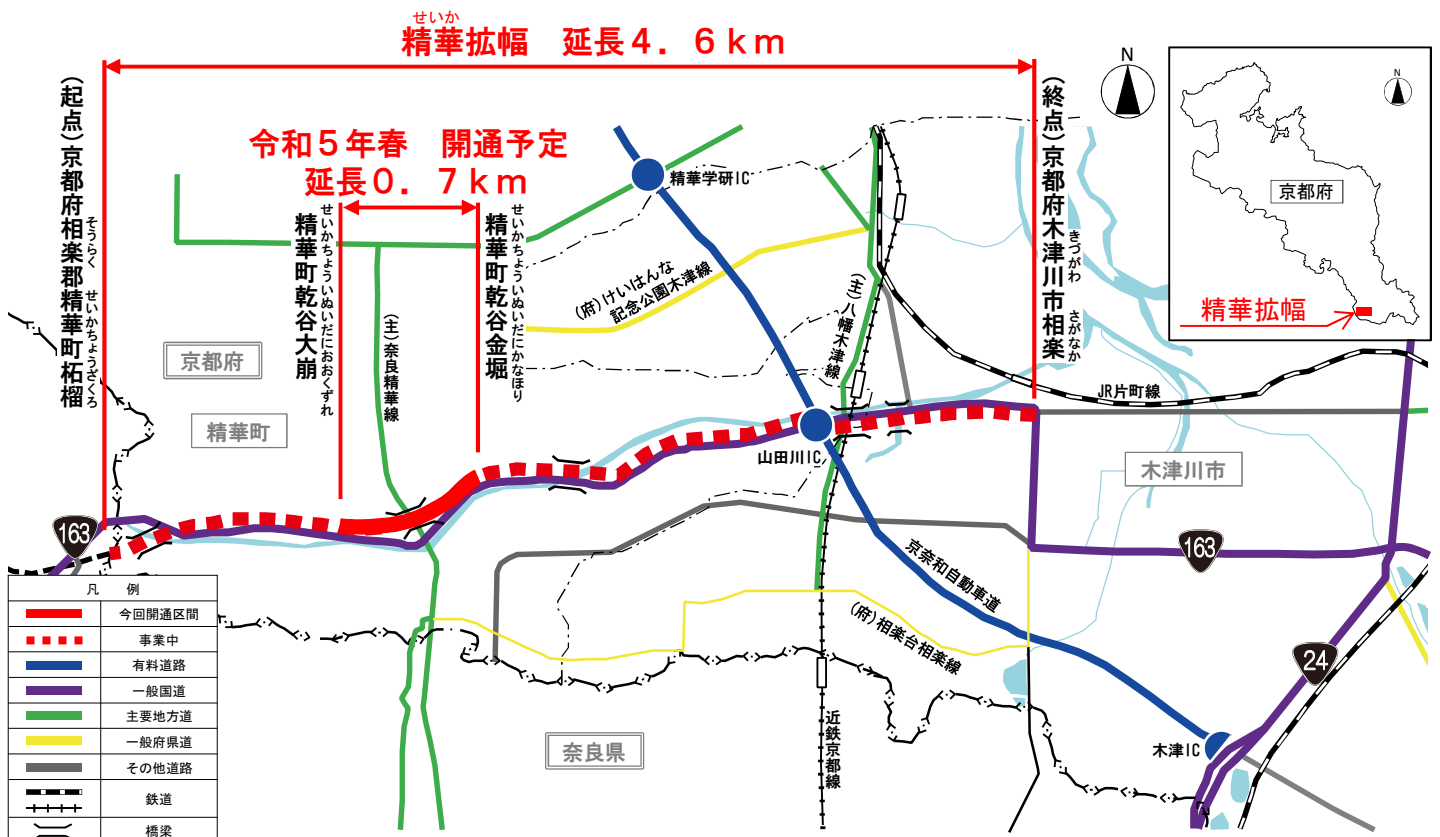 せいか
精華拡幅　延長４．６ｋｍ
令和５年春　開通予定
延長０．７ｋｍ
（起点）京都府相楽郡精華町柘榴
そうらく
せいかちょうざくろ
精華町乾谷大崩
せいかちょういぬいだにおおくずれ
（主）奈良精華線
精華町乾谷金堀
せいかちょういぬいだにかなほり
精華学研IC
（府）けいはんな
記念公園木津線
（主）八幡木津線
（終点）京都府木津川市相楽
きづがわ
さがなか
N
N
京都府
精華拡幅
京都府
精華町
JR片町線
山田川IC
木津川市
163
163
京奈和自動車道
（府）相楽台相楽線
24
近鉄京都線
奈良県
木津IC
凡　例
今回開通区間
事業中
有料道路
一般国道
主要地方道
一般府県道
その他道路
鉄道
橋梁